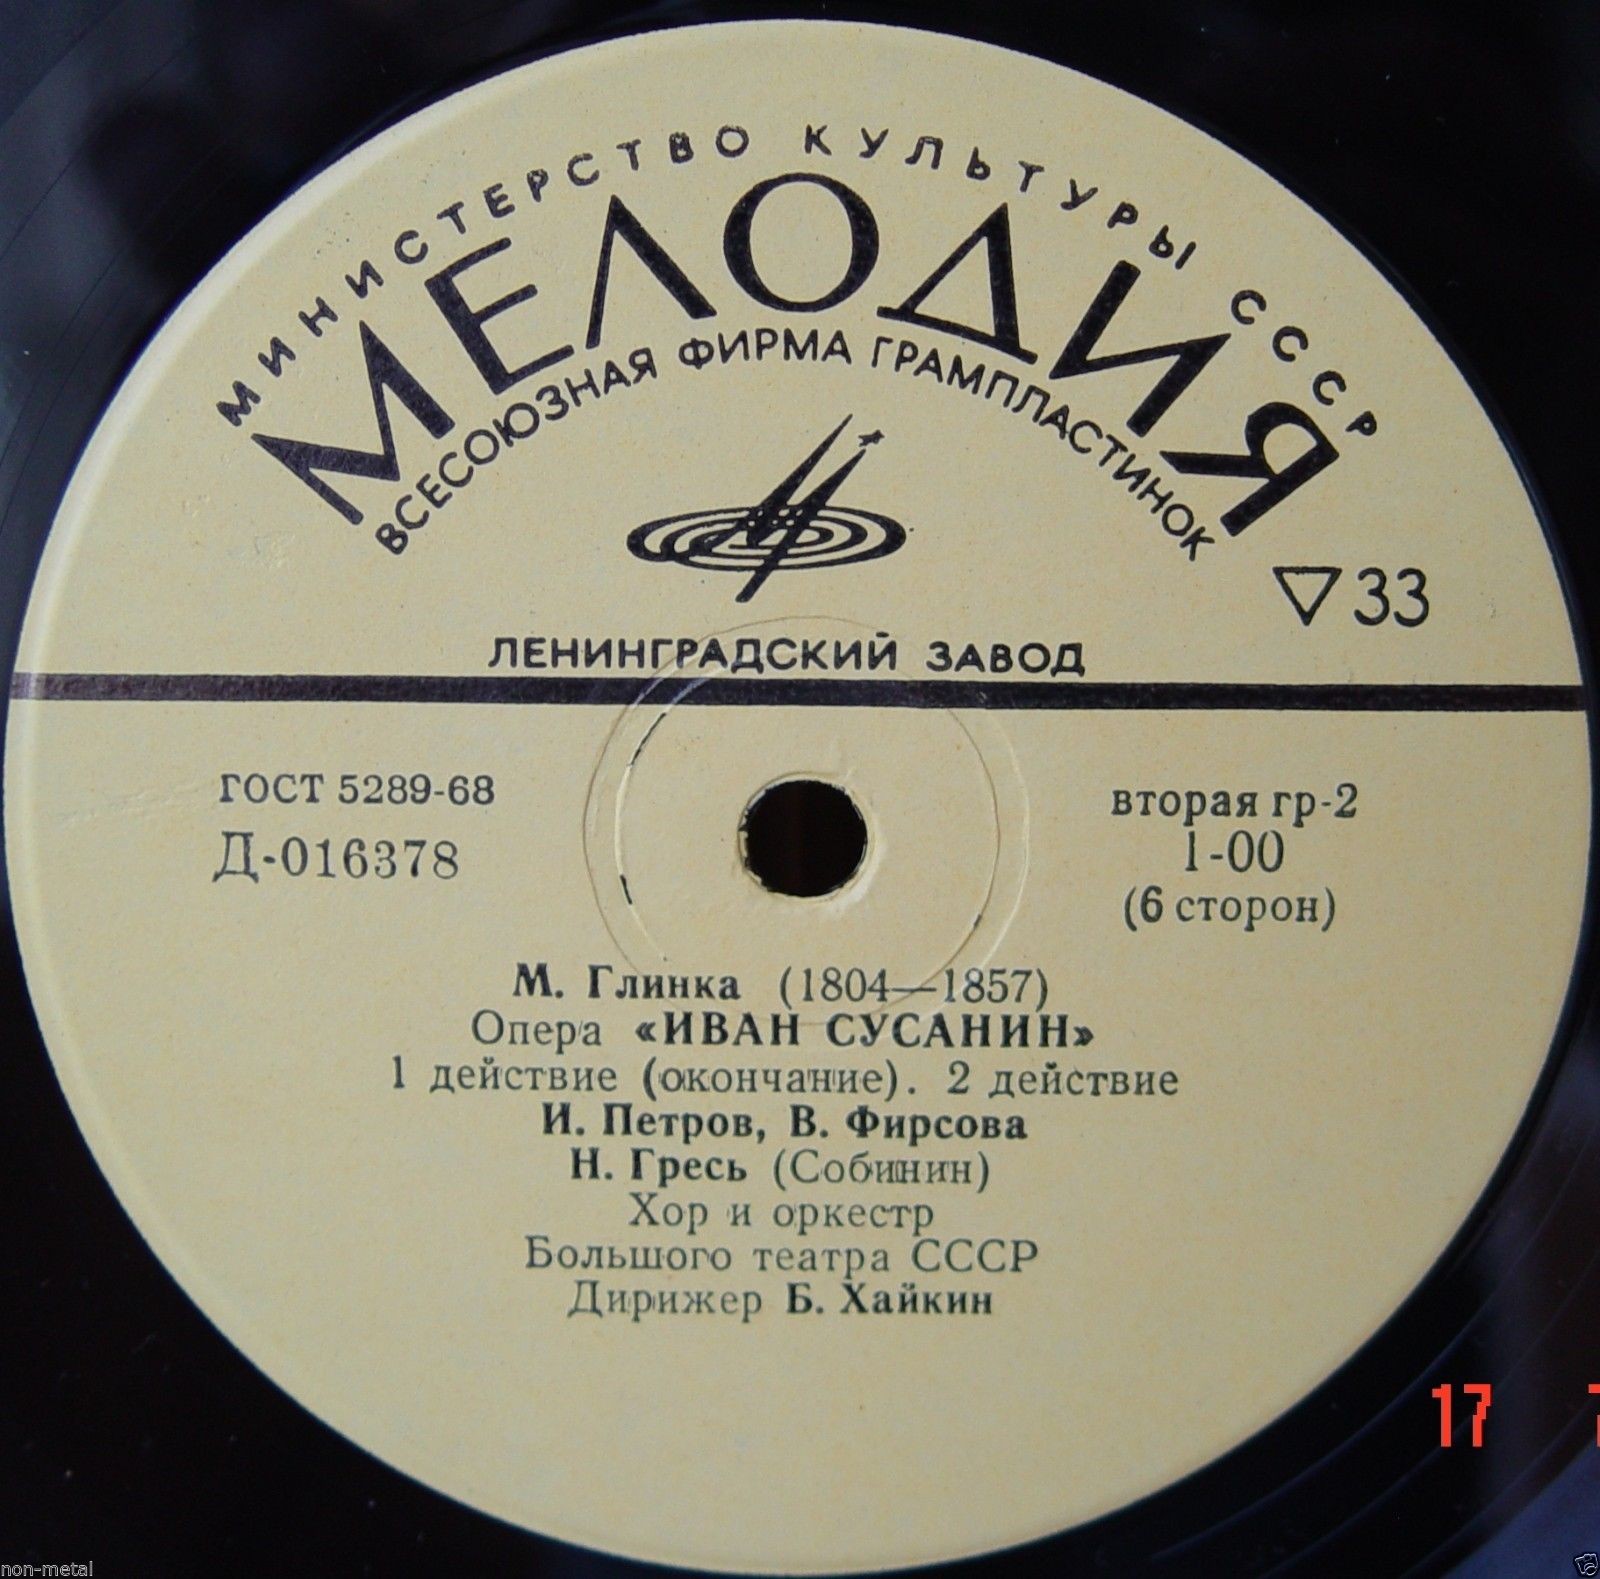 МИНИСТЕРСТВО КУЛЬТУРЫ СССР
МЕЛОДИЯ
ВСЕСОЮЗНАЯ ФИРМА ГРАМПЛАСТИНОК
▽33
ЛЕНИНГРАДСКИЙ ЗАВОД
ГОСТ 5289-68
Д-016378
вторая гр-2
1-00
(6 сторон)
М. Глинка (1804—1857)
Опера «ИВАН СУСАНИН»
1 действие (окончание). 2 действие
И. Петров, В. Фирсова
Н. Гресь (Собинин)
Хор и оркестр
Большого театра СССР
Дирижер Б. Хайкин
17
non-metal